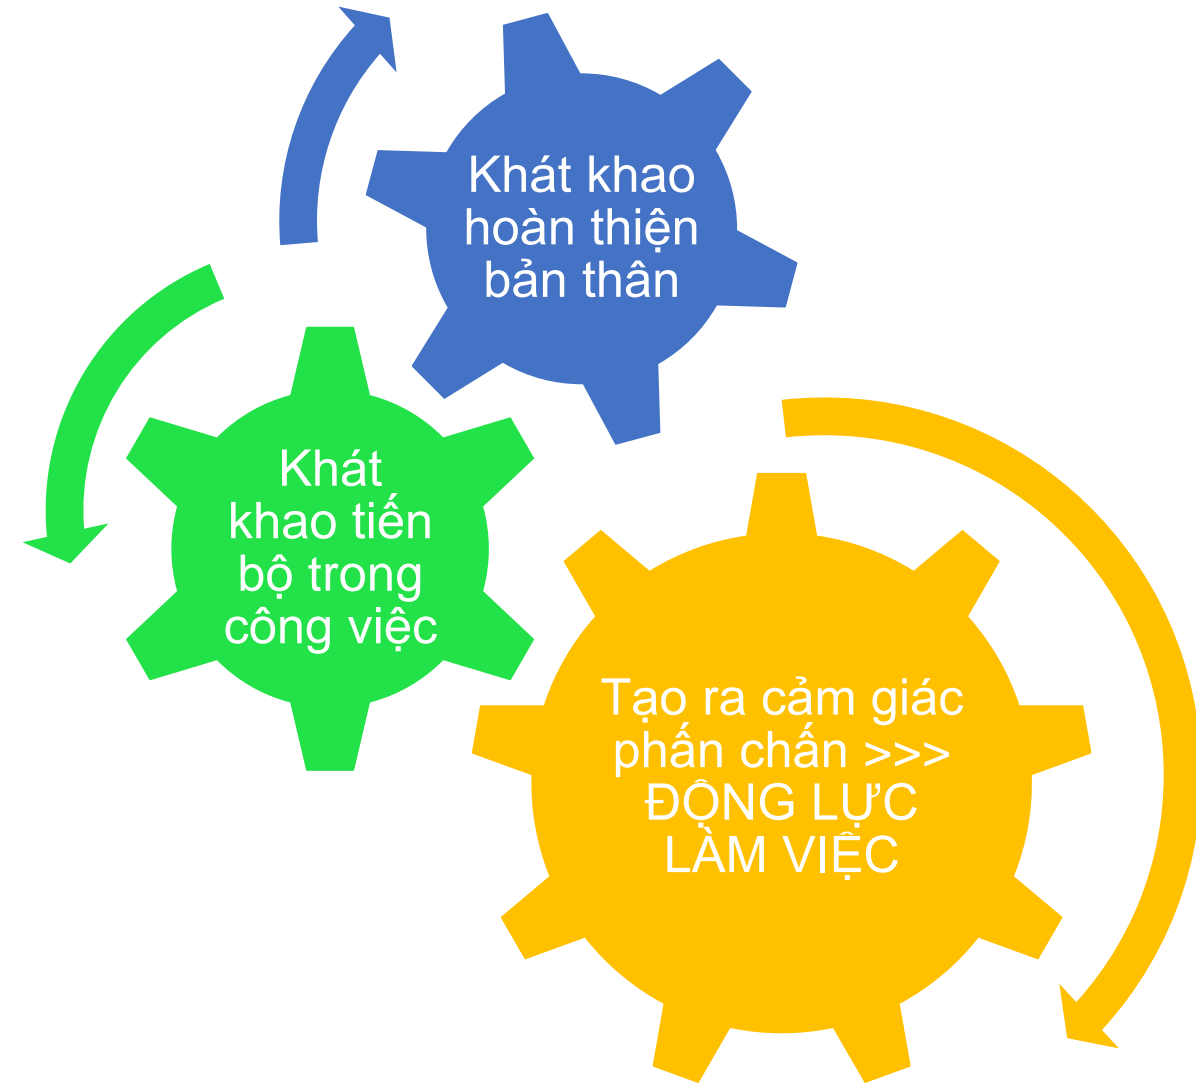 Khát khao
hoàn thiện
bản thân
Khát
khao tiến
bộ trong
công việc
Tạo ra cảm giác
phấn chấn >>>
ĐỘNG LỰC
LÀM VIỆC